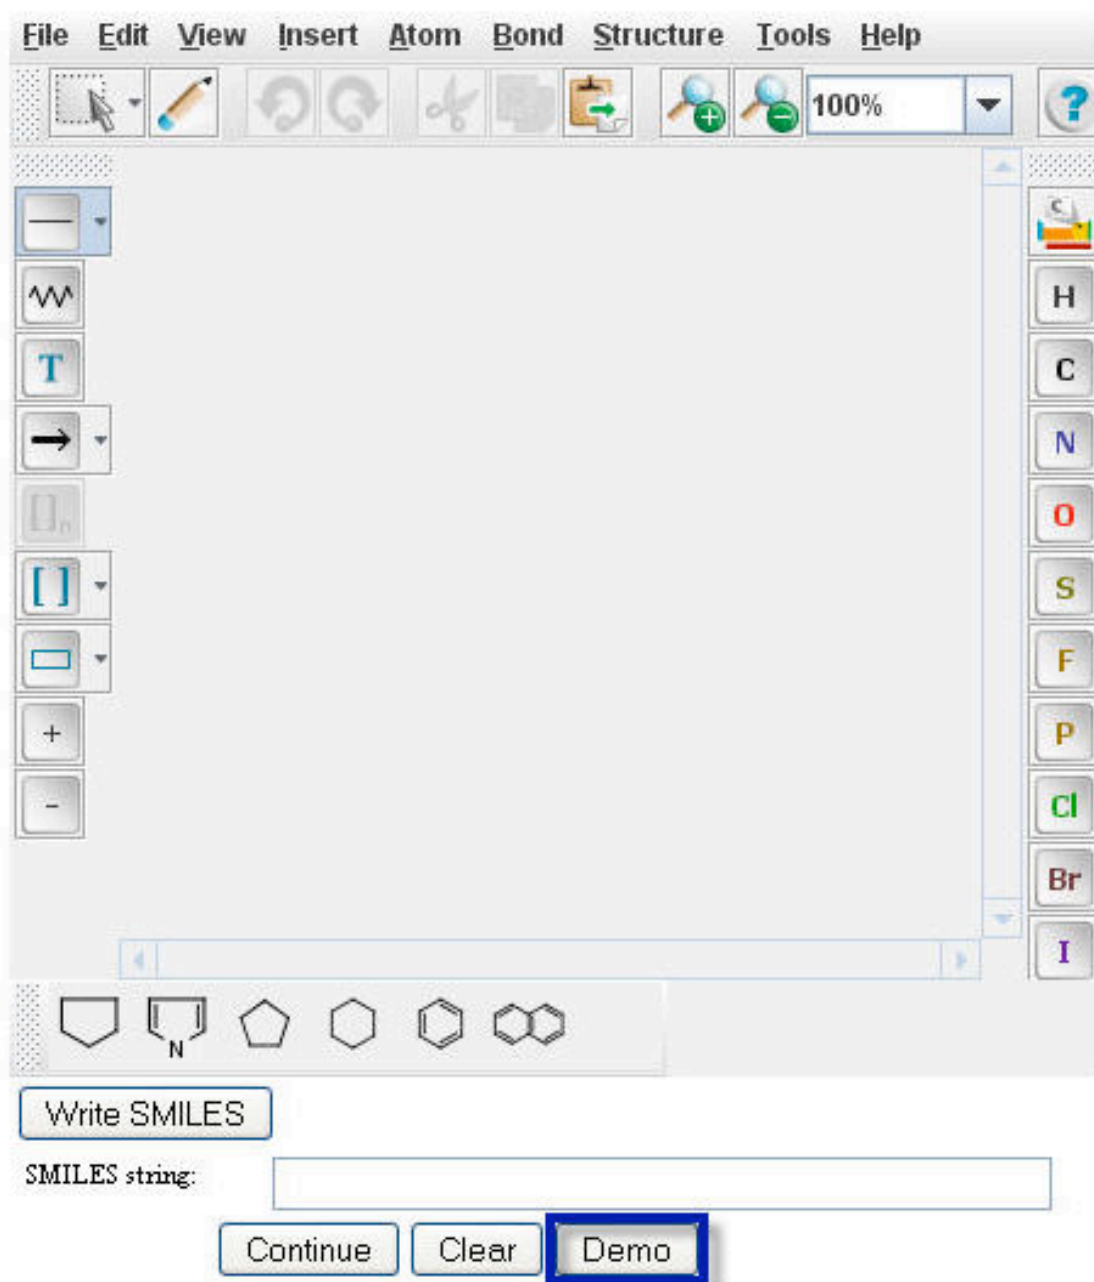 File Edit View Insert Atom Bond Structure Tools Help
100% ?
C
H
T
C
N
O
[ ] n
S
[ ]
F
+
P
-
Cl
Br
I
N
Write SMILES
SMILES string:
Continue Clear Demo